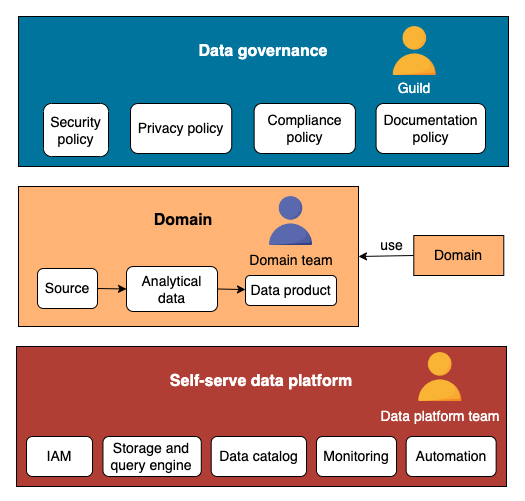 Data governance
Guild
Security
policy
Privacy policy
Compliance
policy
Documentation
policy
Domain
Domain team
Source
Analytical
data
Data product
use
Domain
Self-serve data platform
Data platform team
IAM
Storage and
query engine
Data catalog
Monitoring
Automation